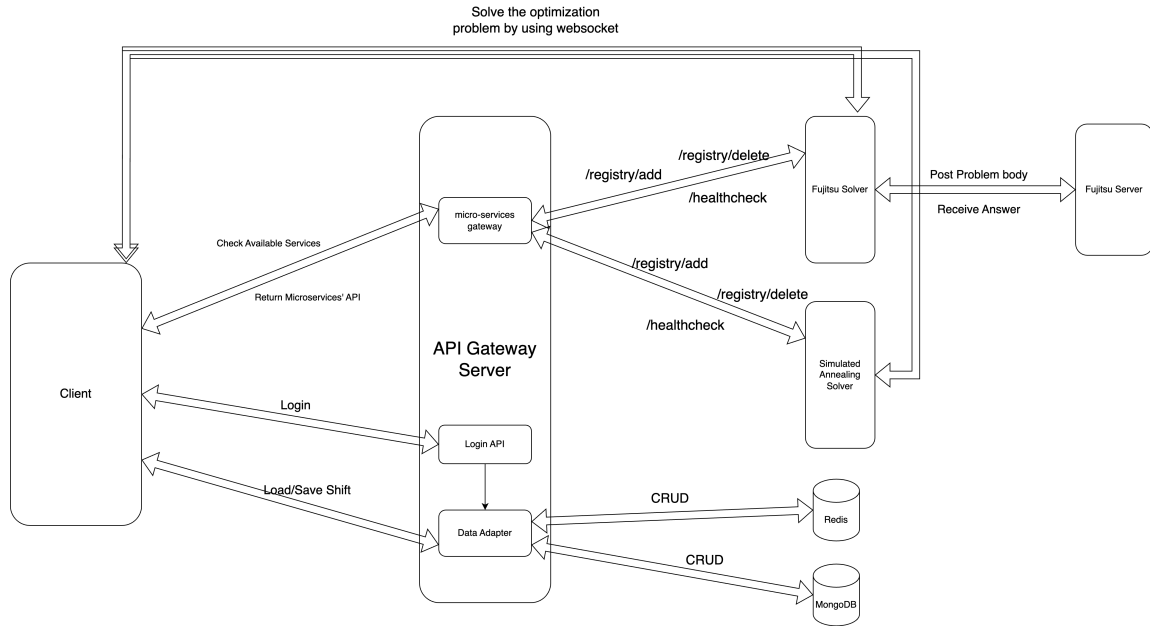 Solve the optimization
problem by using websocket
/registry/delete
/registry/add
/healthcheck
Fujitsu Solver
Post Problem body
Receive Answer
Fujitsu Server
micro-services
gateway
Check Available Services
Return Microservices' API
/registry/add
/registry/delete
/healthcheck
API Gateway
Server
Simulated
Annealing
Solver
Client
Login
Login API
Load/Save Shift
Data Adapter
CRUD
Redis
CRUD
MongoDB